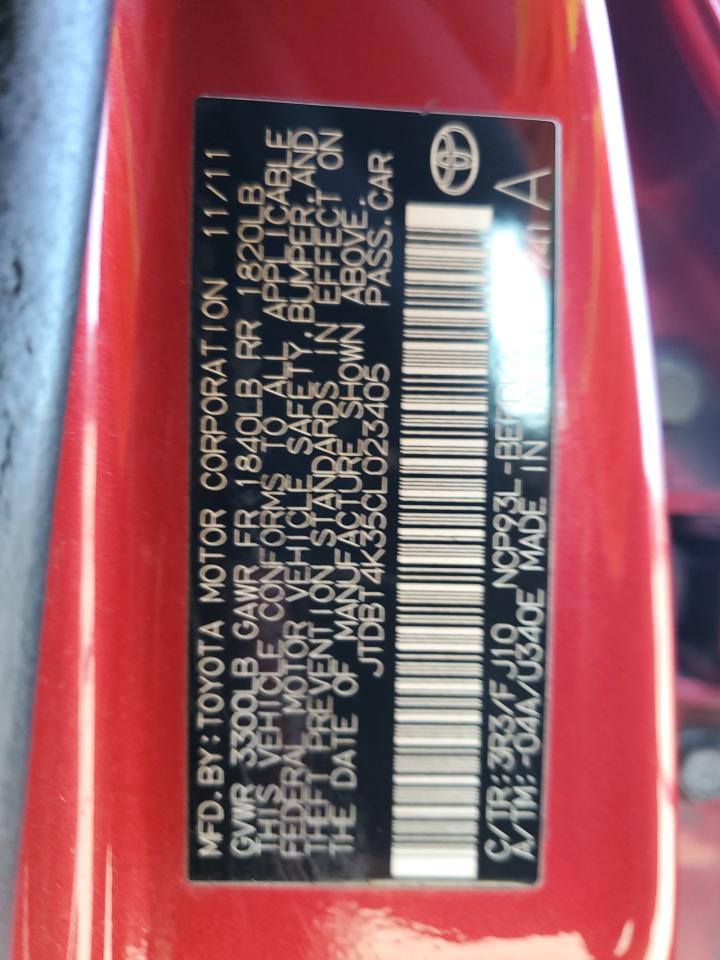 MFD.BY:TOYOTA MOTOR CORPORATION 11/11
GVWR 3300LB GAWR FR 1840LB RR 1820LB
THIS VEHICLE CONFORMS TO ALL APPLICABLE
FEDERAL MOTOR VEHICLE SAFETY,BUMPER,AND
THEFT PREVENTION STANDARDS IN EFFECT ON
THE DATE OF MANUFACTURE SHOWN ABOVE.
JTDBT4K35CL023405 PASS.CAR
C/TR:3R3/FJ10 NCP93L-
A/TM:-04A/U340E MADE IN
A